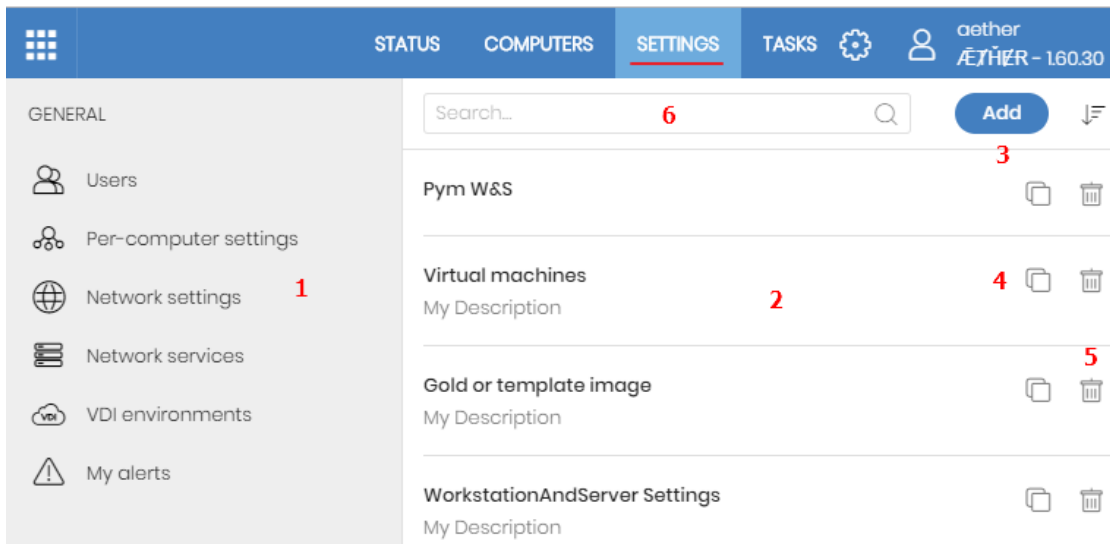 STATUS COMPUTERS SETTINGS TASKS aether
ÆTHER - 1.60.30
GENERAL
Users
Per-computer settings
Network settings 1
Network services
VDI VDI environments
My alerts
Search... 6 Add
3
Pym W&S
Virtual machines
My Description 2
4
5
Gold or template image
My Description
WorkstationAndServer Settings
My Description